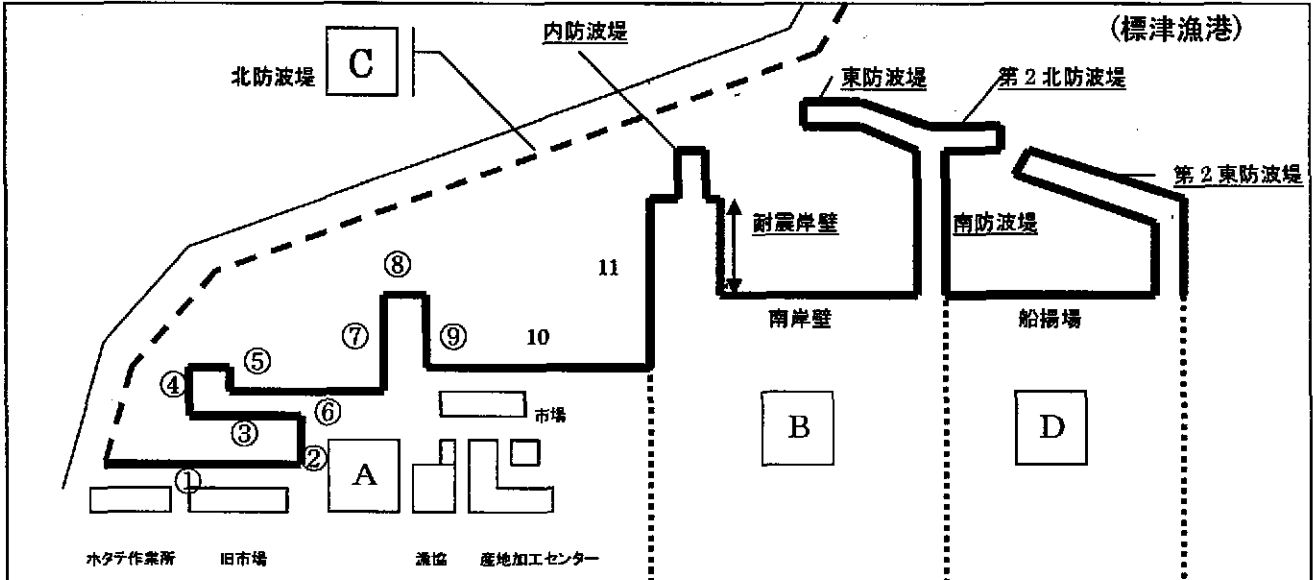 (標津漁港)
内防波堤
C
北防波堤
東防波堤
第2北防波堤
第2東防波堤
耐震岸壁
南防波堤
⑧
11
南岸壁
船揚場
⑦
⑨
10
⑤
④
⑥
市場
③
B
D
②
A
①
ホタテ作業所
旧市場
漁協
産地加工センター